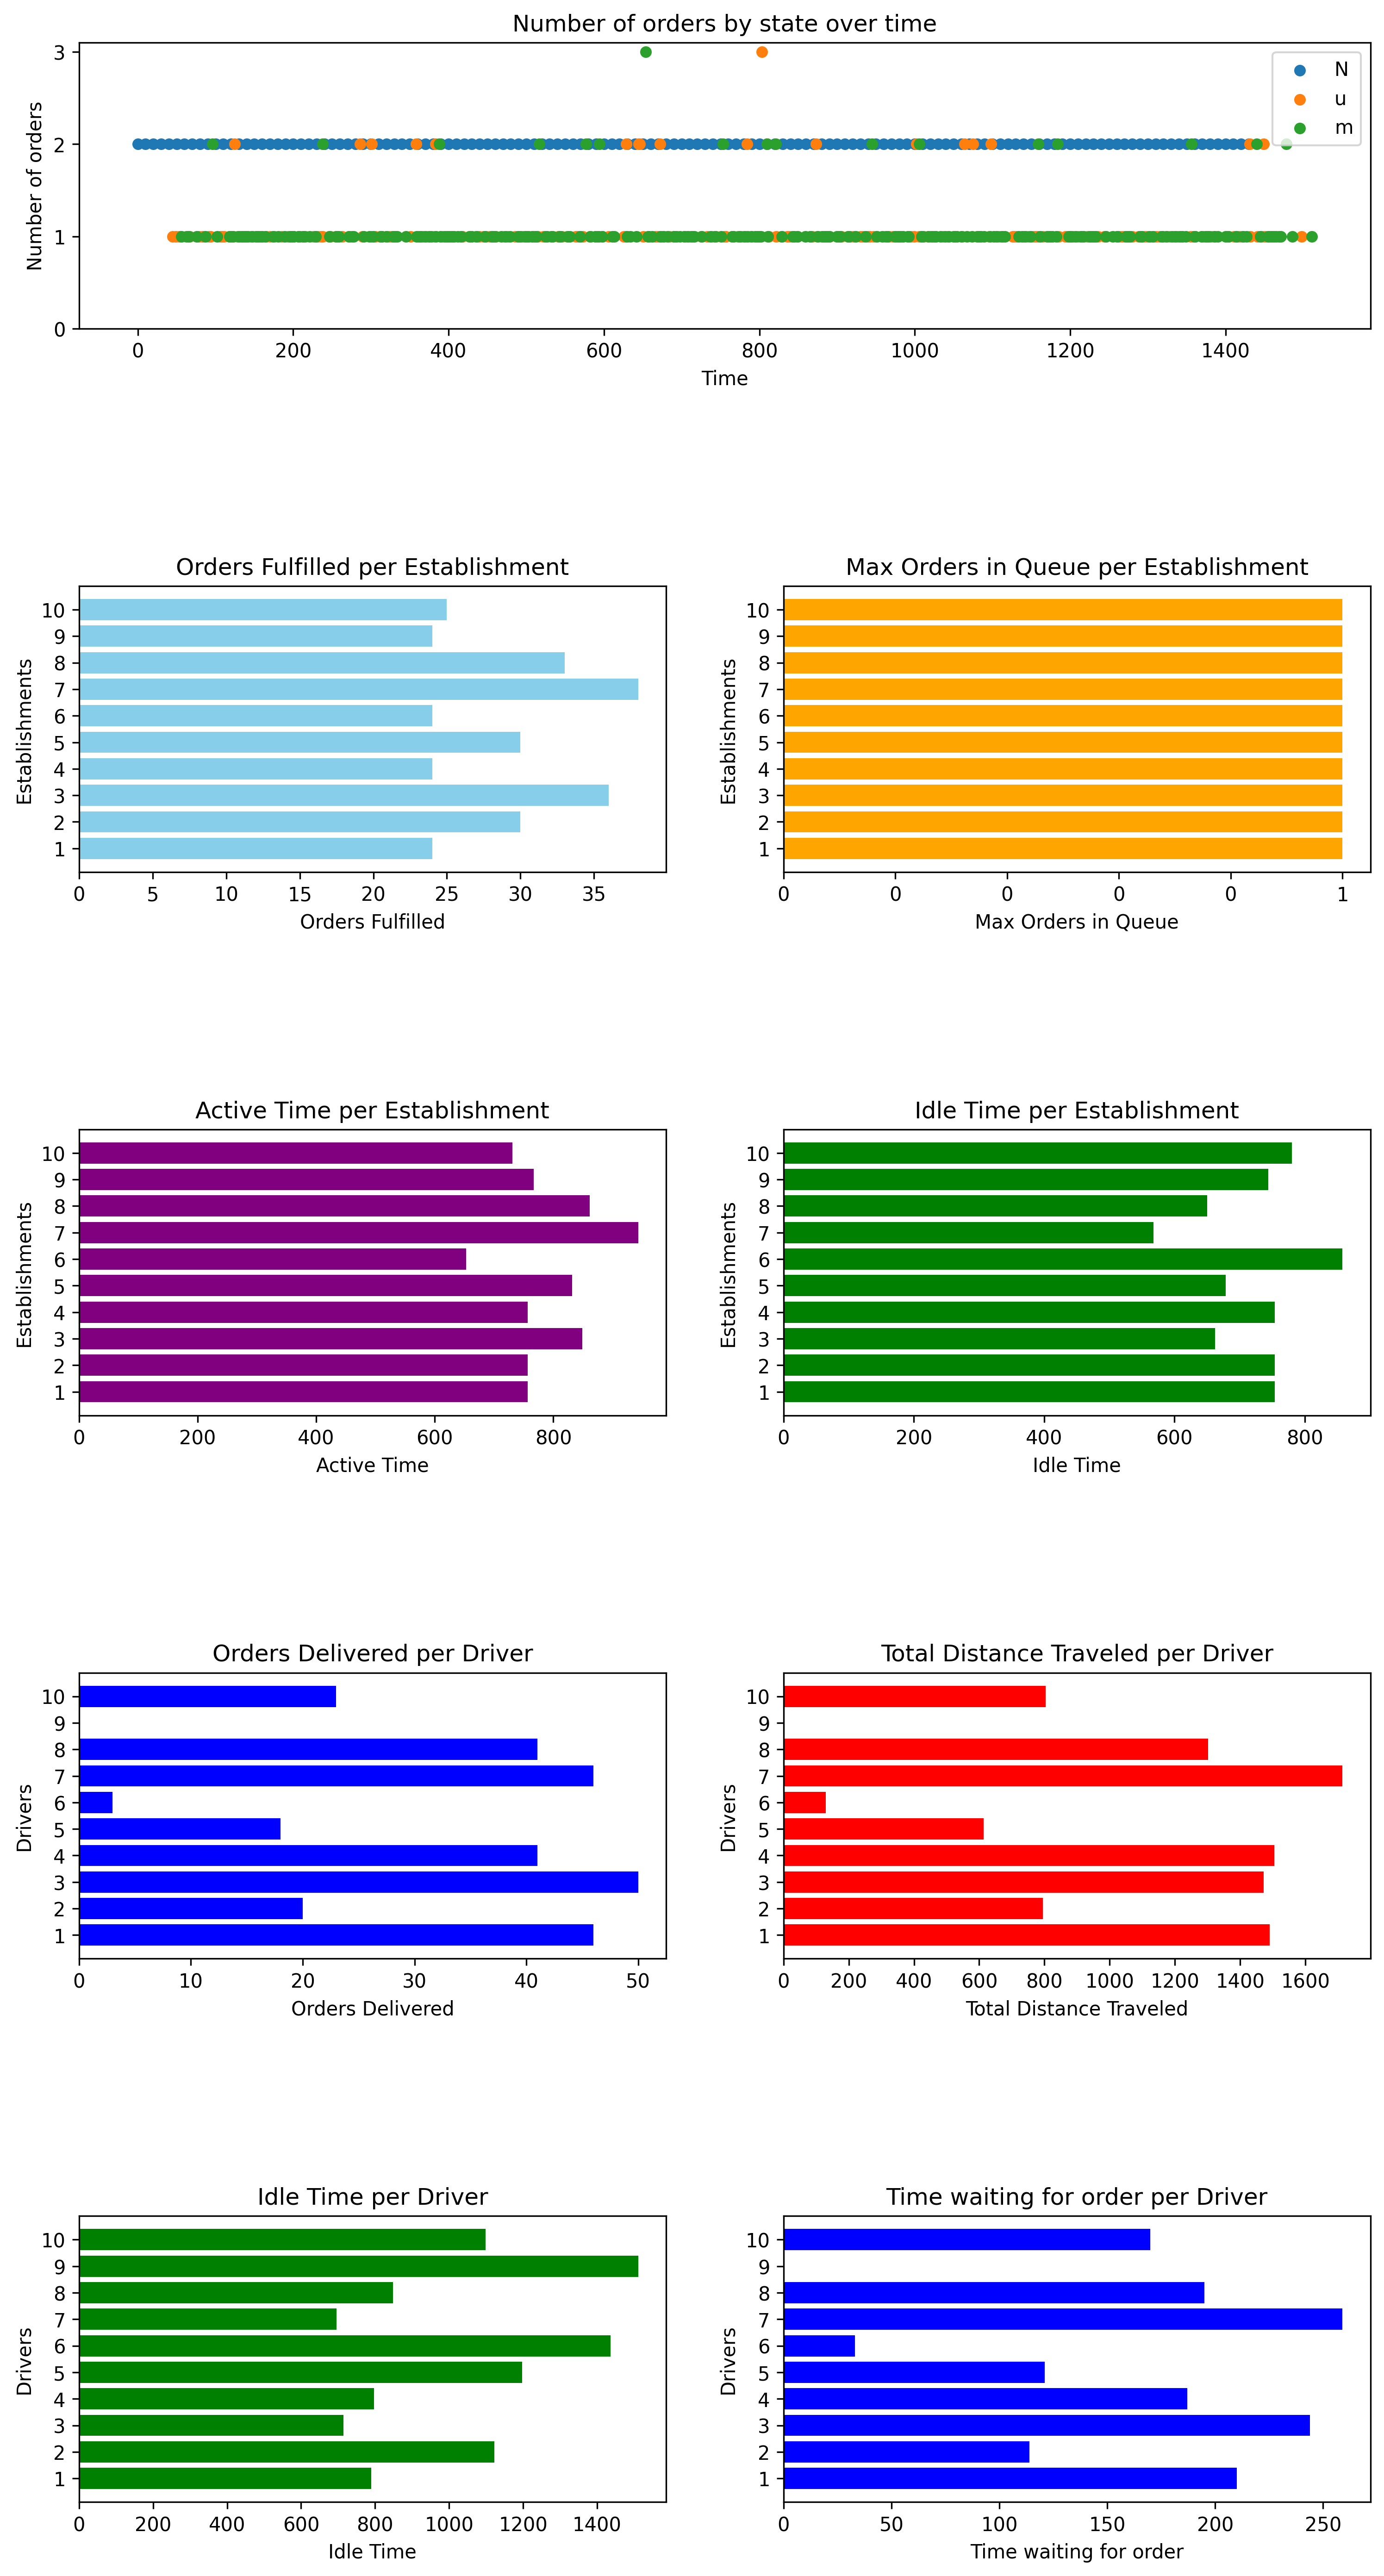 Number of orders by state over time
Number of orders
3
2
1
0
N
u
m
0 200 400 600 800 1000 1200 1400
Time
Orders Fulfilled per Establishment
Establishments
10
9
8
7
6
5
4
3
2
1
0 5 10 15 20 25 30 35
Orders Fulfilled
Max Orders in Queue per Establishment
Establishments
10
9
8
7
6
5
4
3
2
1
0 0 0 0 0 1
Max Orders in Queue
Active Time per Establishment
Establishments
10
9
8
7
6
5
4
3
2
1
0 200 400 600 800
Active Time
Idle Time per Establishment
Establishments
10
9
8
7
6
5
4
3
2
1
0 200 400 600 800
Idle Time
Orders Delivered per Driver
Drivers
10
9
8
7
6
5
4
3
2
1
0 10 20 30 40 50
Orders Delivered
Total Distance Traveled per Driver
Drivers
10
9
8
7
6
5
4
3
2
1
0 200 400 600 800 1000 1200 1400 1600
Total Distance Traveled
Idle Time per Driver
Drivers
10
9
8
7
6
5
4
3
2
1
0 200 400 600 800 1000 1200 1400
Idle Time
Time waiting for order per Driver
Drivers
10
9
8
7
6
5
4
3
2
1
0 50 100 150 200 250
Time waiting for order